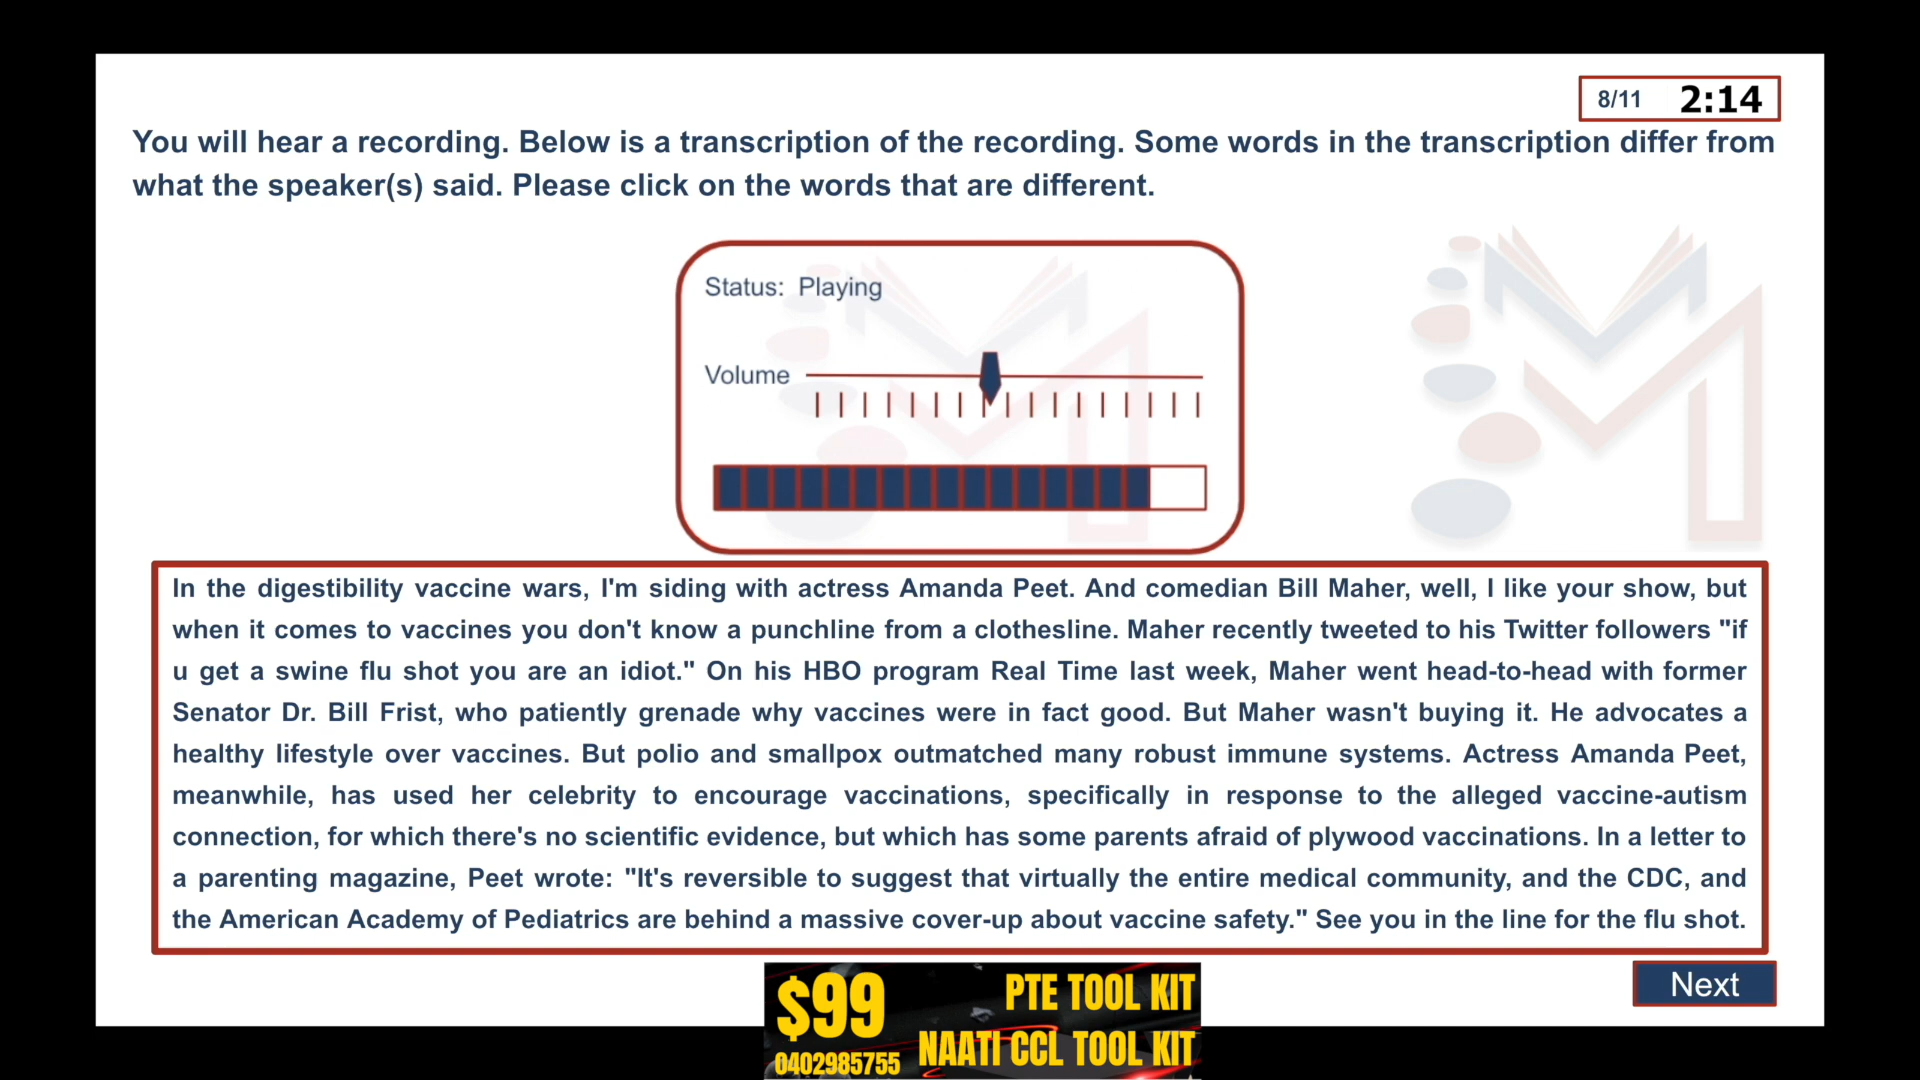 8/11 2:14
You will hear a recording. Below is a transcription of the recording. Some words in the transcription differ from
what the speaker(s) said. Please click on the words that are different.
Status: Playing
Volume
In the digestibility vaccine wars, I'm siding with actress Amanda Peet. And comedian Bill Maher, well, I like your show, but
when it comes to vaccines you don't know a punchline from a clothesline. Maher recently tweeted to his Twitter followers "if
u get a swine flu shot you are an idiot." On his HBO program Real Time last week, Maher went head-to-head with former
Senator Dr. Bill Frist, who patiently grenade why vaccines were in fact good. But Maher wasn't buying it. He advocates a
healthy lifestyle over vaccines. But polio and smallpox outmatched many robust immune systems. Actress Amanda Peet,
meanwhile, has used her celebrity to encourage vaccinations, specifically in response to the alleged vaccine-autism
connection, for which there's no scientific evidence, but which has some parents afraid of plywood vaccinations. In a letter to
a parenting magazine, Peet wrote: "It's reversible to suggest that virtually the entire medical community, and the CDC, and
the American Academy of Pediatrics are behind a massive cover-up about vaccine safety." See you in the line for the flu shot.
Next
$99 PTE TOOL KIT
0402985755 NAATI CCL TOOL KIT